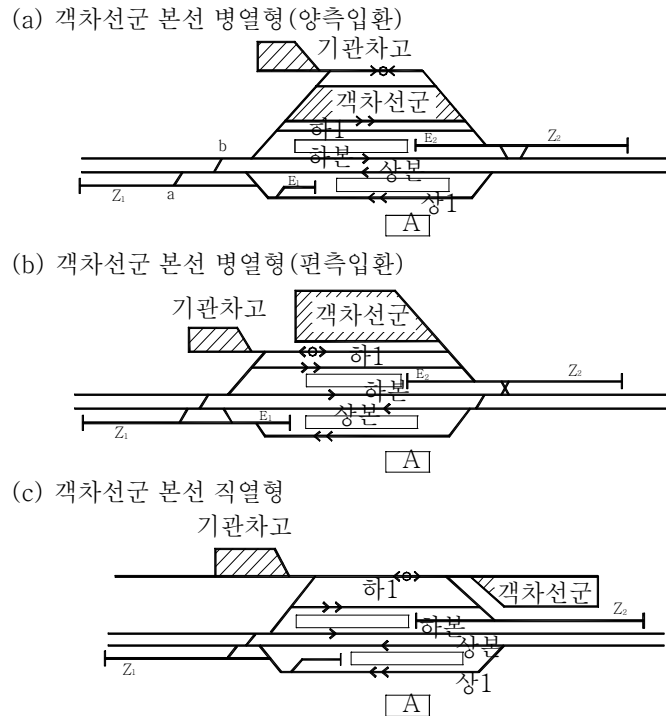 (a) 객차선군 본선 병열형(양측입환)
기관차고
객차선군
하1
b
E₂
Z₂
하본
상본
Z₁
a
E₁
상1
A
(b) 객차선군 본선 병열형(편측입환)
기관차고
객차선군
하1
E₂
Z₂
하본
상본
E₁
Z₁
A
(c) 객차선군 본선 직열형
기관차고
하1
객차선군
Z₂
하본
상본
Z₁
상1
A